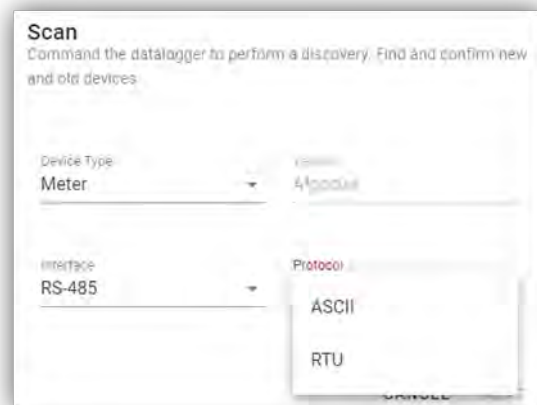 Scan
Command the datalogger to perform a discovery. Find and confirm new
and old devices
Device Type
Meter
Interface
RS-485
Protocol
ASCII
RTU
CANCEL